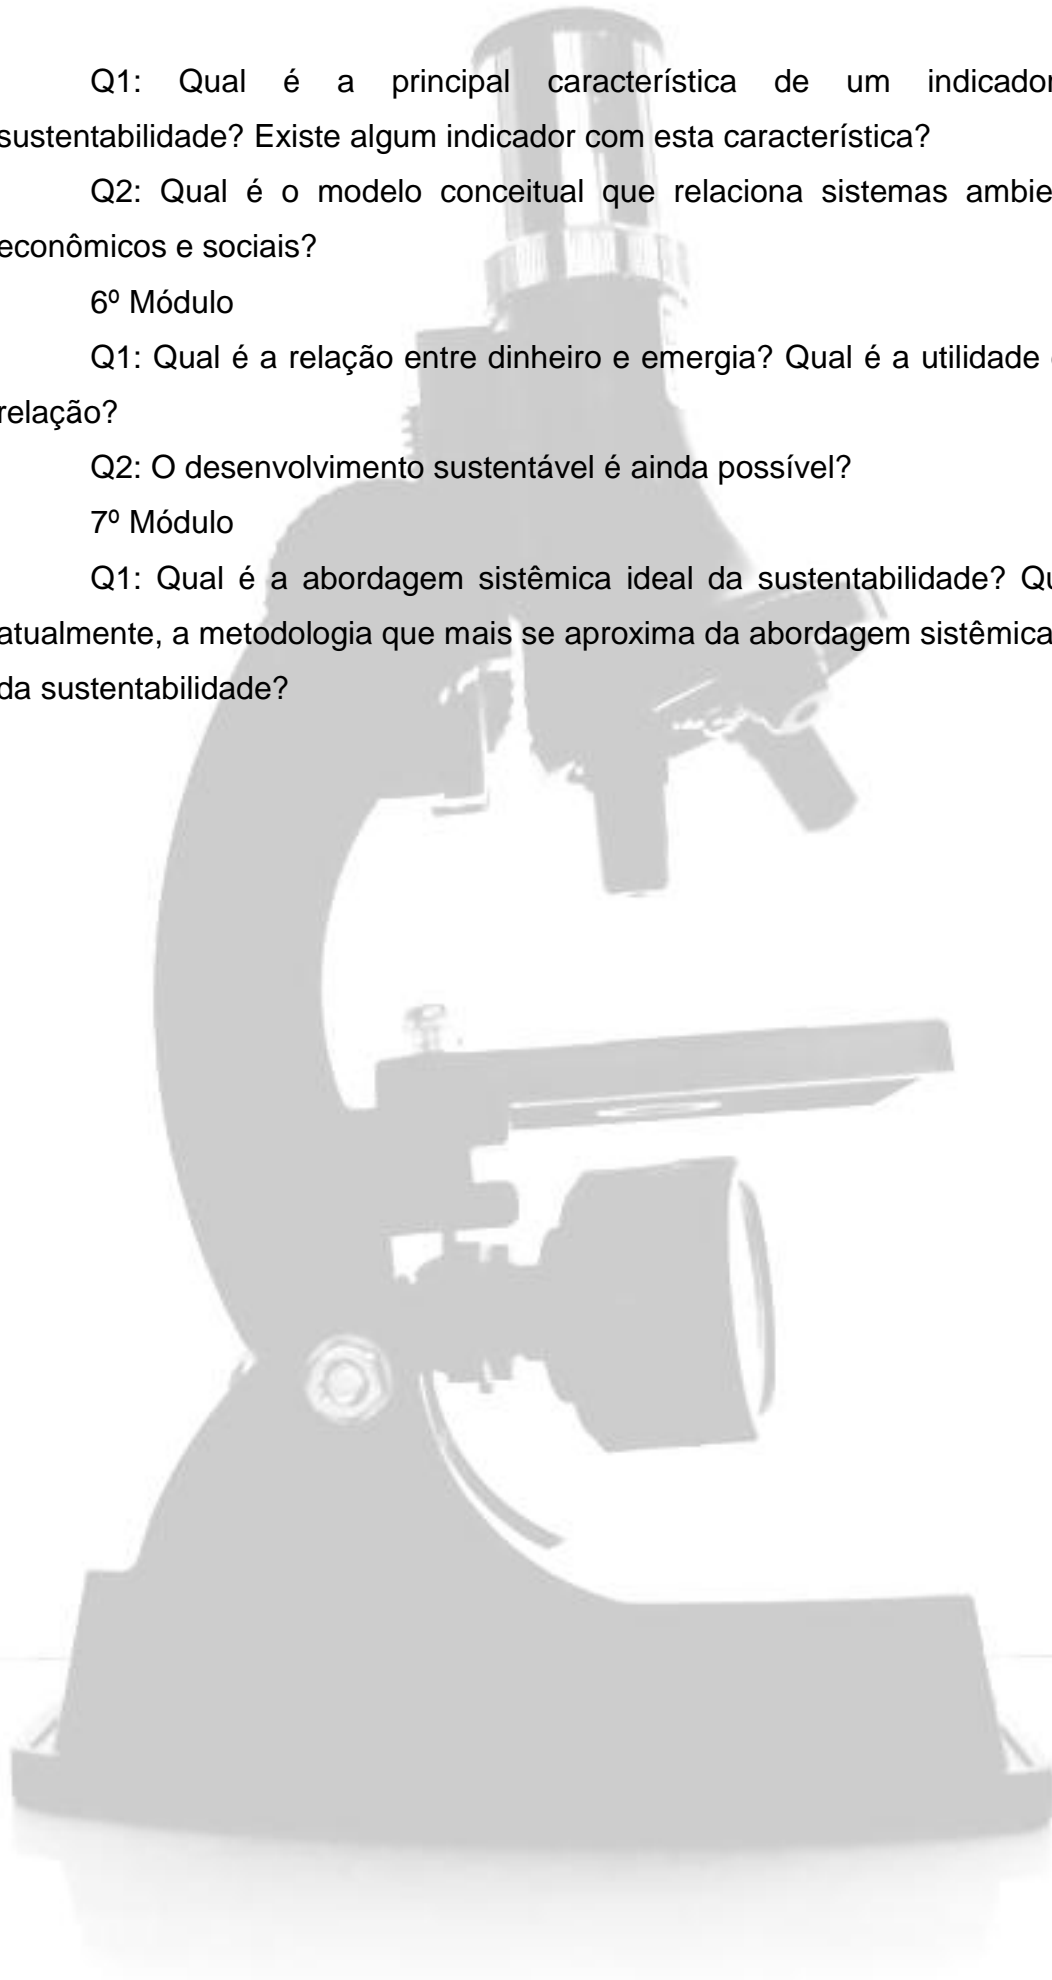 Q1: Qual é a principal característica de um indicador
sustentabilidade? Existe algum indicador com esta característica?
Q2: Qual é o modelo conceitual que relaciona sistemas ambie
econômicos e sociais?
6º Módulo
Q1: Qual é a relação entre dinheiro e emergia? Qual é a utilidade
relação?
Q2: O desenvolvimento sustentável é ainda possível?
7º Módulo
Q1: Qual é a abordagem sistêmica ideal da sustentabilidade? Qu
atualmente, a metodologia que mais se aproxima da abordagem sistêmica
da sustentabilidade?